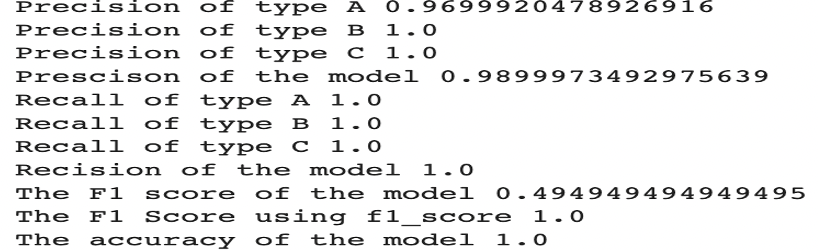 Precision of type A 0.9699920478926916
Precision of type B 1.0
Precision of type C 1.0
Prescison of the model 0.9899973492975639
Recall of type A 1.0
Recall of type B 1.0
Recall of type C 1.0
Recision of the model 1.0
The F1 score of the model 0.494949494949495
The F1 Score using f1_score 1.0
The accuracy of the model 1.0